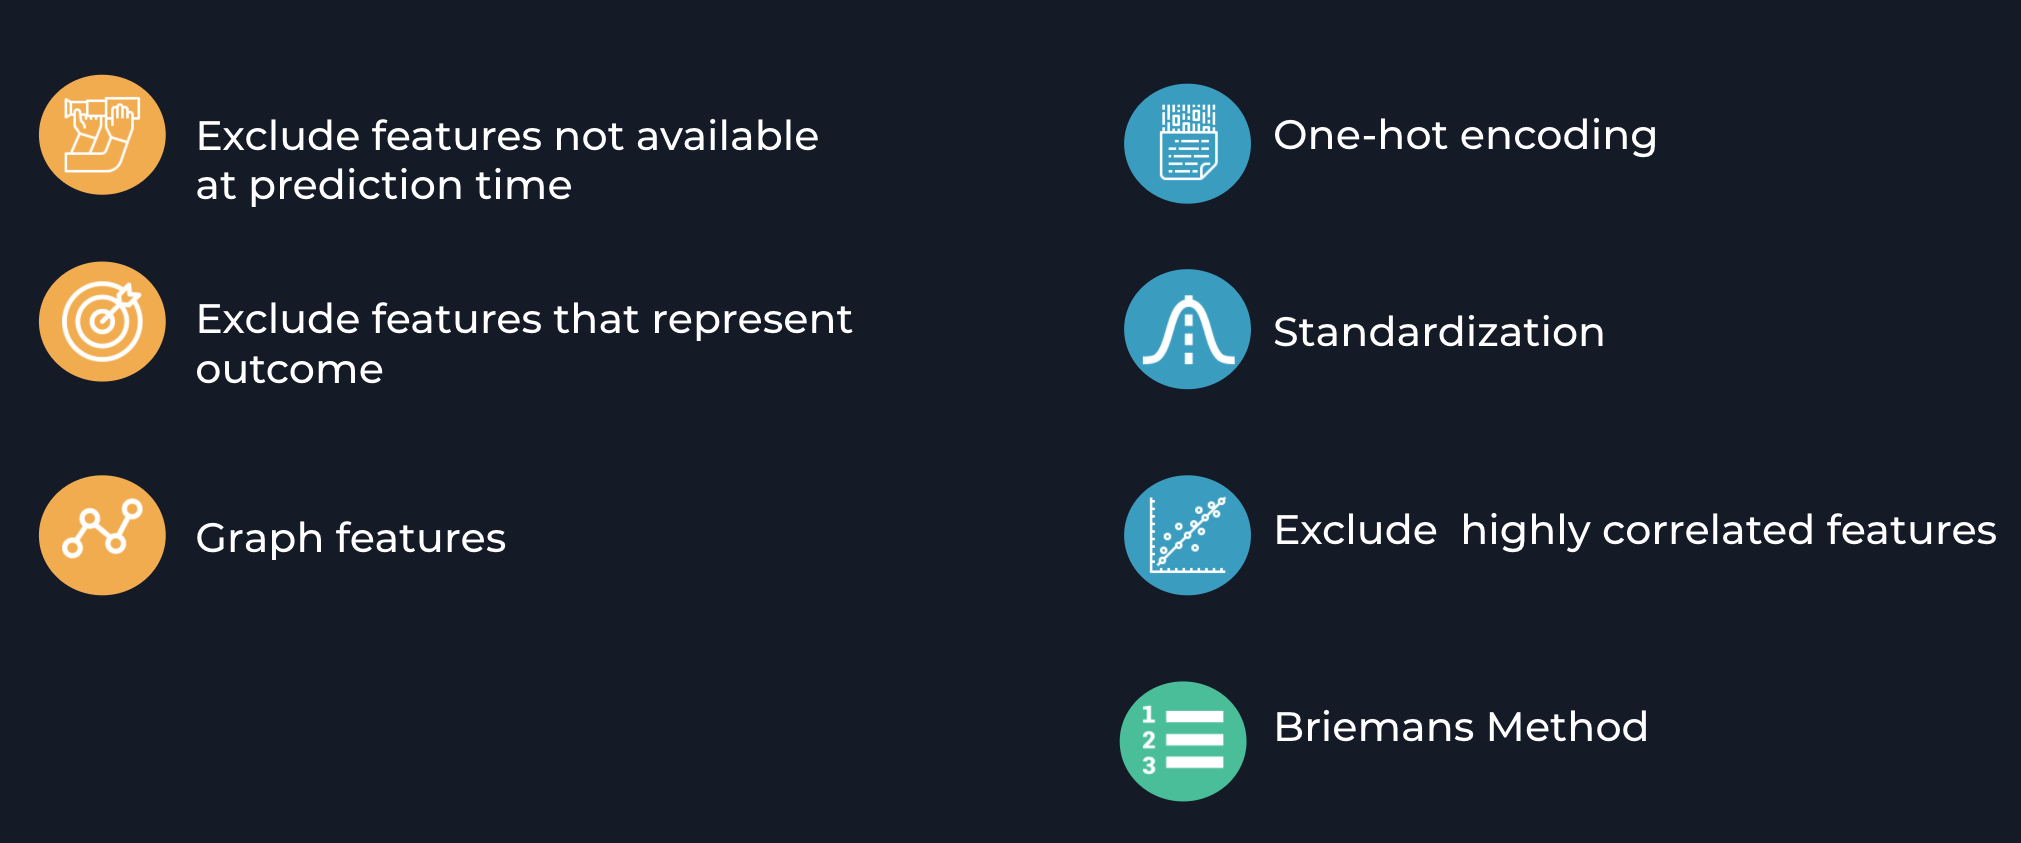 Exclude features not available
at prediction time
Exclude features that represent
outcome
Graph features
One-hot encoding
Standardization
Exclude  highly correlated features
1
2
3
Briemans Method